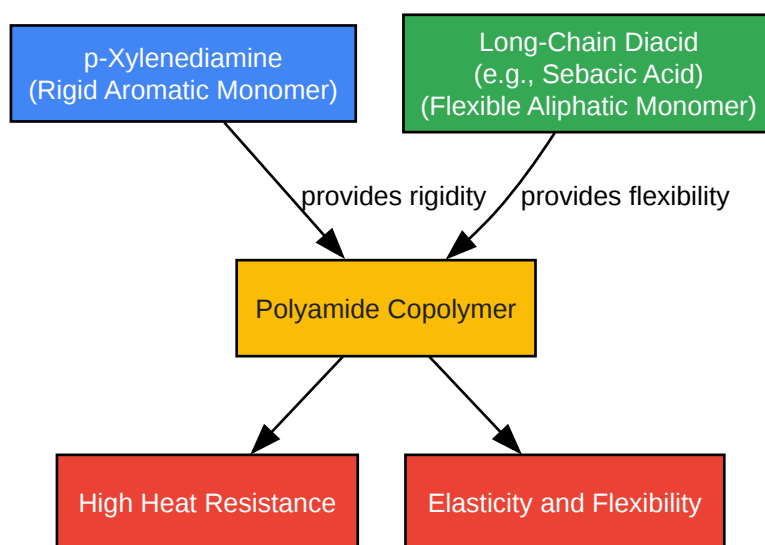 p-Xylenediamine
(Rigid Aromatic Monomer)
Long-Chain Diacid
(e.g., Sebacic Acid)
(Flexible Aliphatic Monomer)
provides rigidity
provides flexibility
Polyamide Copolymer
High Heat Resistance
Elasticity and Flexibility